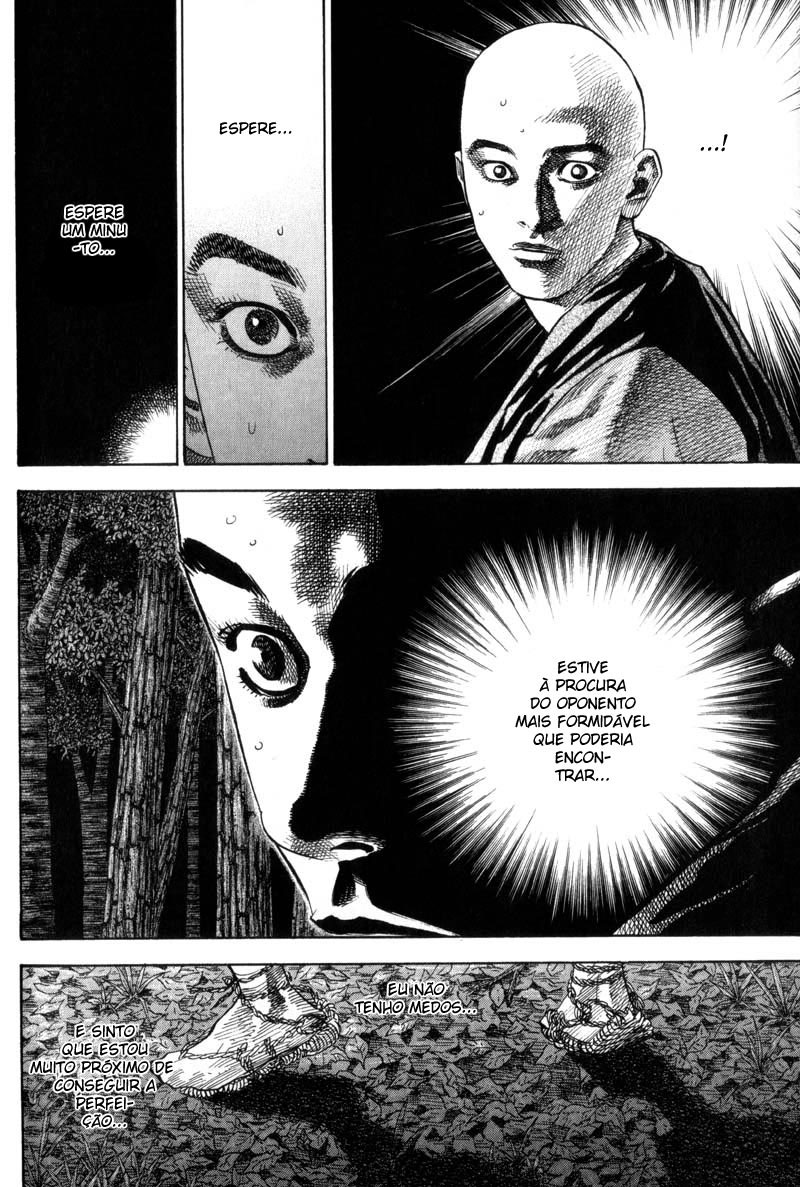 ...!
ESPERE...
ESPERE
UM MINU
-TO...
ESTIVE
À PROCURA
DO OPONENTO
MAIS FORMIDÁVEL
QUE PODERIA
ENCON-
TRAR...
EU NÃO
TENHO MEDOS...
E SINTO
QUE ESTOU
MUITO PRÓXIMO DE
CONSEGUIR A
PERFEI-
ÇÃO...